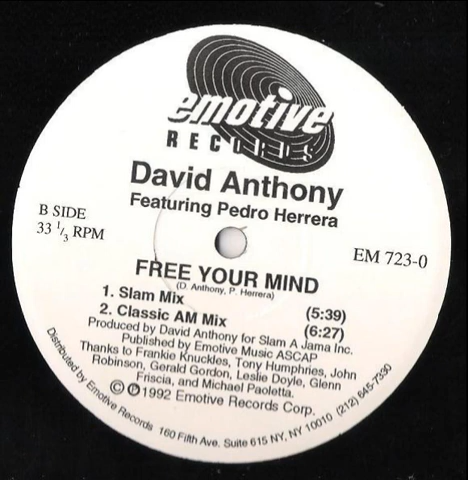 emotive
RECORDS
David Anthony
Featuring Pedro Herrera
B SIDE
33 1/3 RPM
EM 723-0
FREE YOUR MIND
(D. Anthony, P. Herrera)
1. Slam Mix (5:39)
2. Classic AM Mix (6:27)
Produced by David Anthony for Slam A Jama Inc.
Published by Emotive Music ASCAP
Thanks to Frankie Knuckles, Tony Humphries, John
Robinson, Gerald Gordon, Leslie Doyle, Glenn
Friscia, and Michael Paoletta.
© ℗ 1992 Emotive Records Corp.
Distributed by Emotive Records 160 Fifth Ave. Suite 615 NY, NY 10010 (212) 645-7330